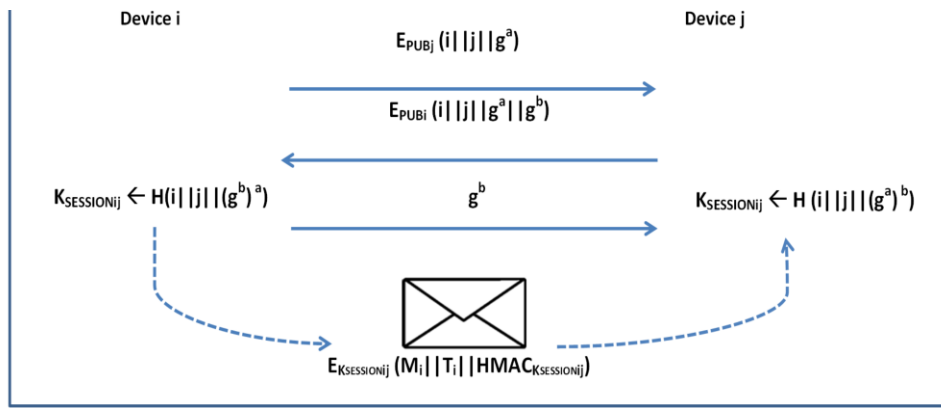 Device i Device j
E_PUBj (i||j||g^a)
E_PUBi (i||j||g^a||g^b)
K_SESSIONij ← H(i||j||(g^b)^a) g^b K_SESSIONij ← H (i||j||(g^a)^b)
E_KSESSIONij (M_i||T_i||HMAC_KSESSIONij)